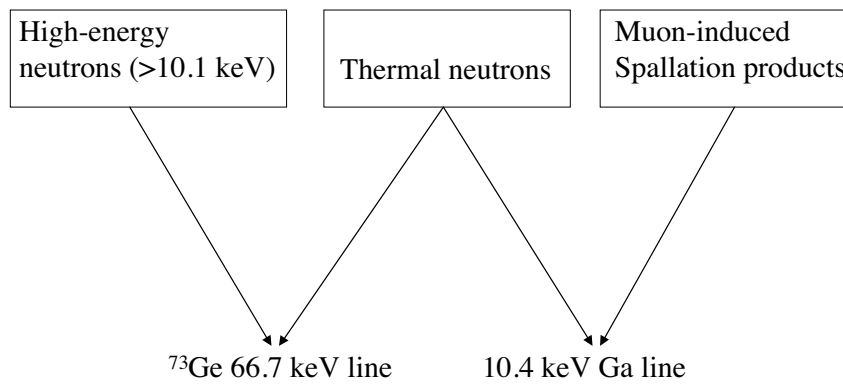 High-energy
neutrons (>10.1 keV)
Thermal neutrons
Muon-induced
Spallation products
⁷³Ge 66.7 keV line
10.4 keV Ga line